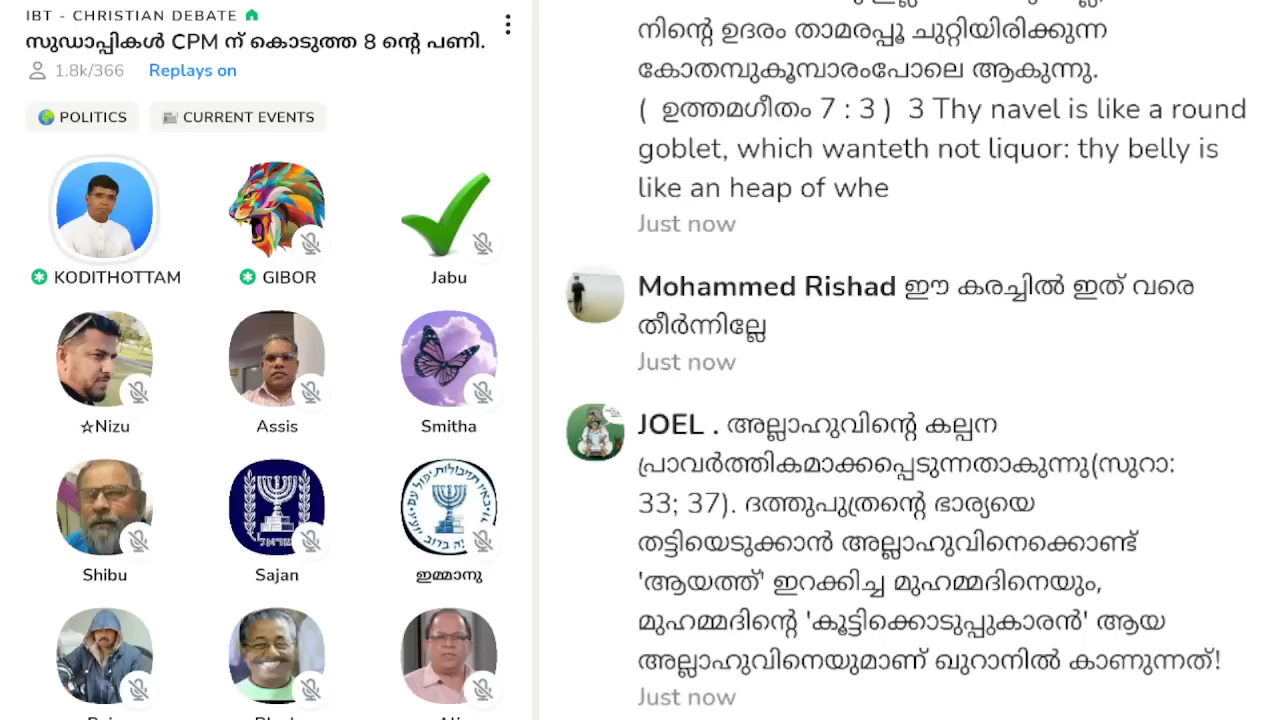 IBT - CHRISTIAN DEBATE
സുഡാപ്പികൾ CPM ന് കൊടുത്ത 8 ന്റെ പണി.
1.8k/366 Replays on
POLITICS CURRENT EVENTS
KODITHOTTAM GIBOR Jabu
☆Nizu Assis Smitha
Shibu Sajan ഇമ്മാനു
നിന്റെ ഉദരം താമരപ്പൂ ചുറ്റിയിരിക്കുന്ന
കോതമ്പുകൂമ്പാരംപോലെ ആകുന്നു.
( ഉത്തമഗീതം 7 : 3 ) 3 Thy navel is like a round
goblet, which wanteth not liquor: thy belly is
like an heap of whe
Just now
Mohammed Rishad ഈ കരച്ചിൽ ഇത് വരെ
തീർന്നില്ലേ
Just now
JOEL . അല്ലാഹുവിന്റെ കല്പന
പ്രാവർത്തികമാക്കപ്പെടുന്നതാകുന്നു(സുറാ:
33; 37). ദത്തുപുത്രന്റെ ഭാര്യയെ
തട്ടിയെടുക്കാൻ അല്ലാഹുവിനെക്കൊണ്ട്
'ആയത്ത്' ഇറക്കിച്ച മുഹമ്മദിനെയും,
മുഹമ്മദിന്റെ 'കൂട്ടിക്കൊടുപ്പുകാരൻ' ആയ
അല്ലാഹുവിനെയുമാണ് ഖുറാനിൽ കാണുന്നത്!
Just now